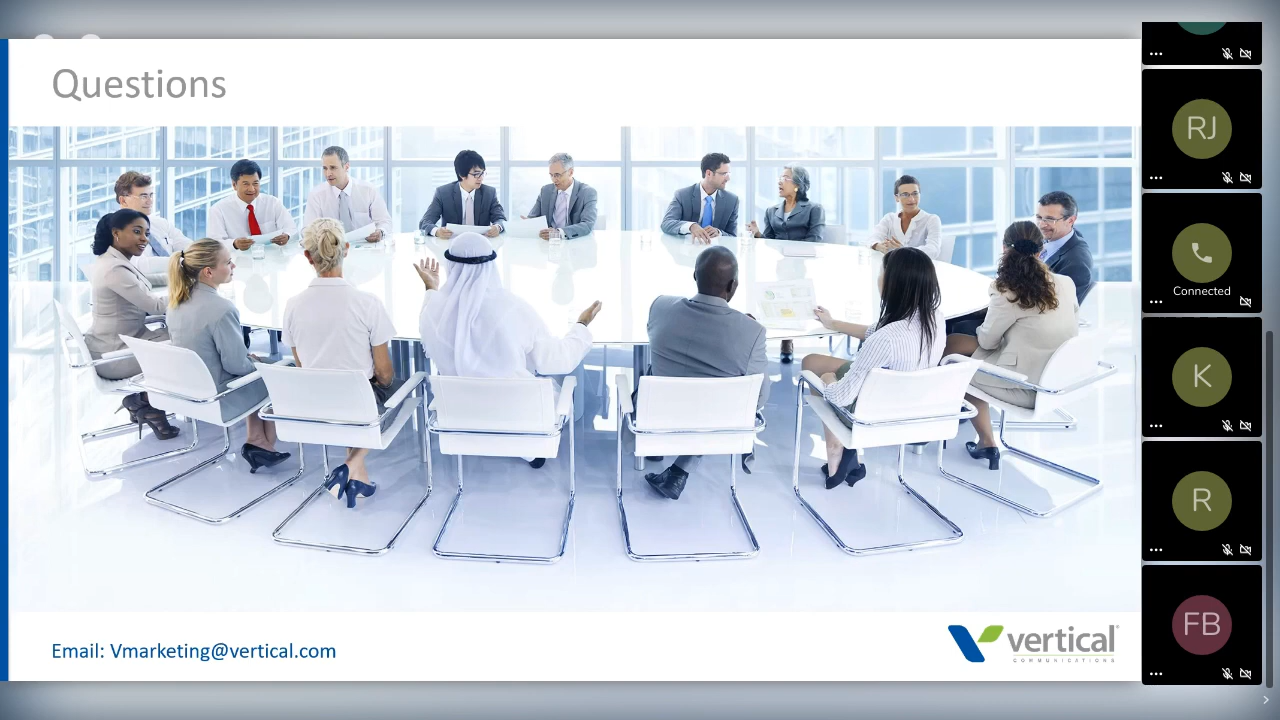 Questions
RJ
Connected
K
R
FB
Email: Vmarketing@vertical.com
vertical®
COMMUNICATIONS